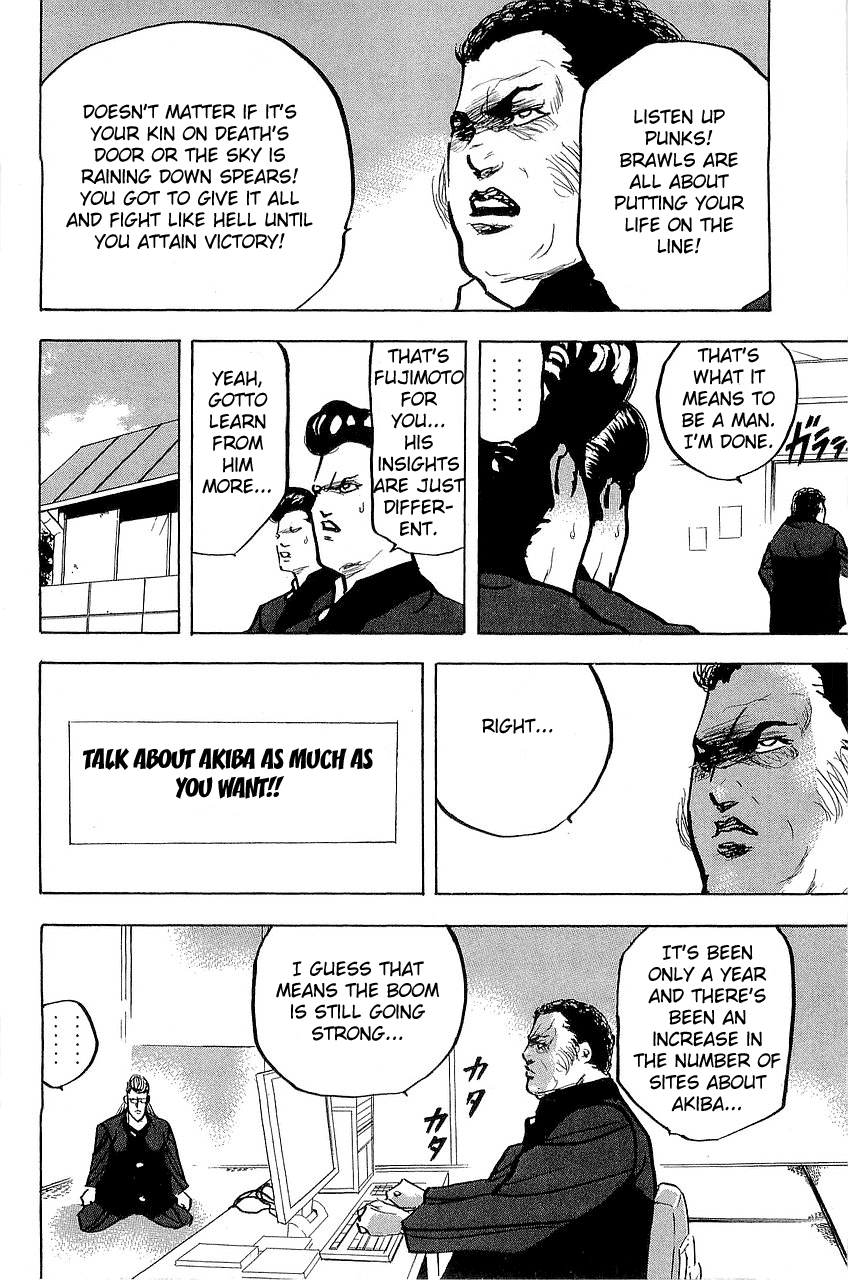 LISTEN UP
PUNKS!
BRAWLS ARE
ALL ABOUT
PUTTING YOUR
LIFE ON THE
LINE!
DOESN'T MATTER IF IT'S
YOUR KIN ON DEATH'S
DOOR OR THE SKY IS
RAINING DOWN SPEARS!
YOU GOT TO GIVE IT ALL
AND FIGHT LIKE HELL UNTIL
YOU ATTAIN VICTORY!
THAT'S
WHAT IT
MEANS TO
BE A MAN.
I'M DONE.
ガララ
......
THAT'S
FUJIMOTO
FOR
YOU...
HIS
INSIGHTS
ARE JUST
DIFFER-
ENT.
YEAH,
GOTTO
LEARN
FROM
HIM
MORE...
RIGHT...
TALK ABOUT AKIBA AS MUCH AS
YOU WANT!!
IT'S BEEN
ONLY A YEAR
AND THERE'S
BEEN AN
INCREASE IN
THE NUMBER OF
SITES ABOUT
AKIBA...
I GUESS THAT
MEANS THE BOOM
IS STILL GOING
STRONG...
カタ
カタ
......